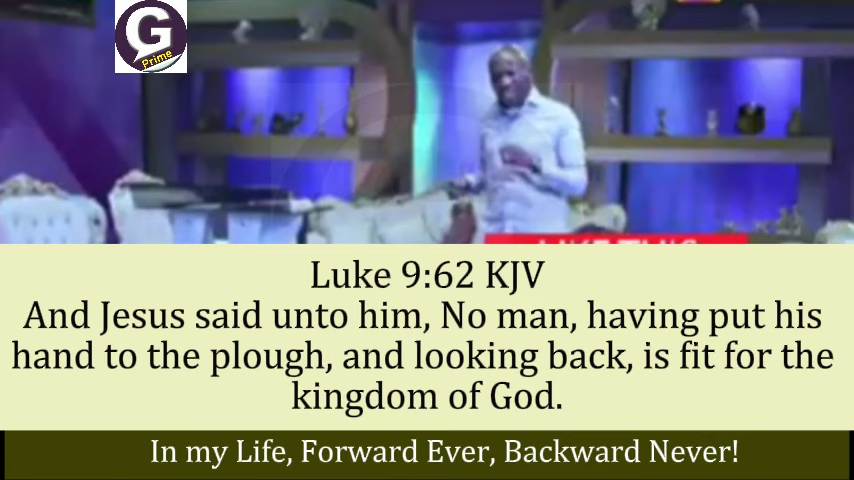 G
Prime
Luke 9:62 KJV
And Jesus said unto him, No man, having put his
hand to the plough, and looking back, is fit for the
kingdom of God.
In my Life, Forward Ever, Backward Never!